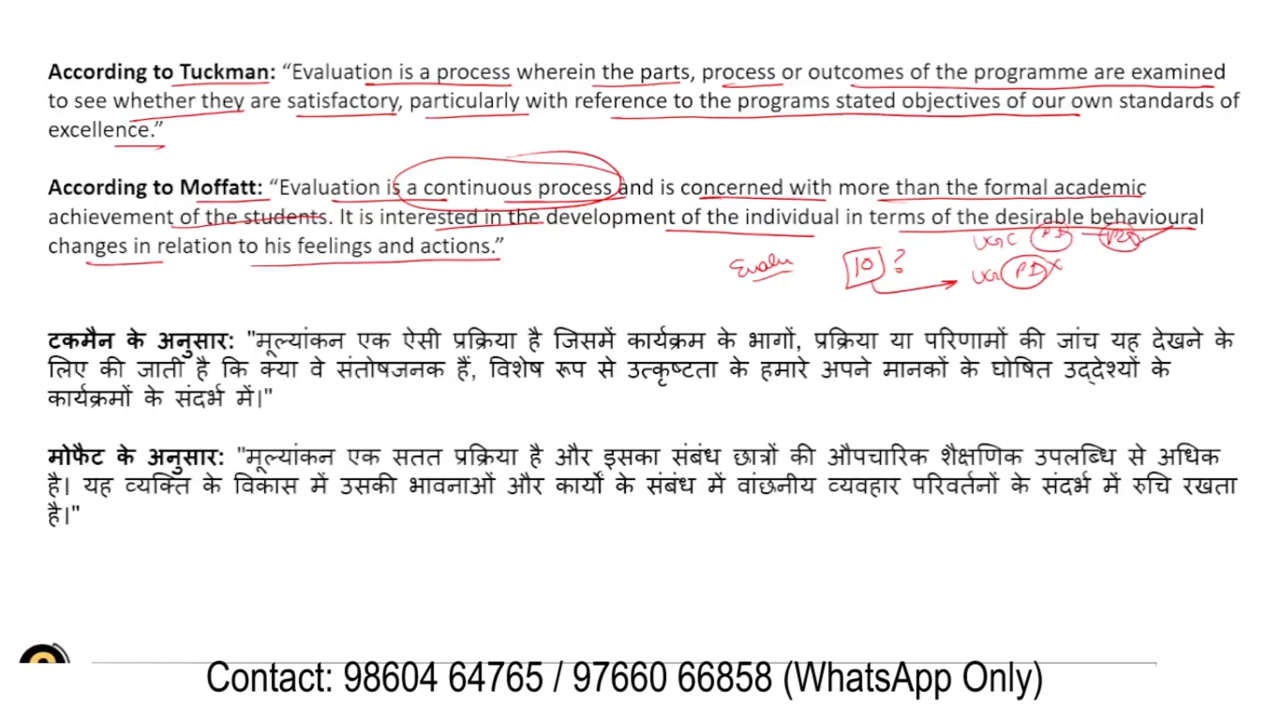 According to Tuckman: “Evaluation is a process wherein the parts, process or outcomes of the programme are examined
to see whether they are satisfactory, particularly with reference to the programs stated objectives of our own standards of
excellence.”
According to Moffatt: “Evaluation is a continuous process and is concerned with more than the formal academic
achievement of the students. It is interested in the development of the individual in terms of the desirable behavioural
changes in relation to his feelings and actions.”
Evalu 10 ?
टकमैन के अनुसार: "मूल्यांकन एक ऐसी प्रक्रिया है जिसमें कार्यक्रम के भागों, प्रक्रिया या परिणामों की जांच यह देखने के
लिए की जाती है कि क्या वे संतोषजनक हैं, विशेष रूप से उत्कृष्टता के हमारे अपने मानकों के घोषित उद्देश्यों के
कार्यक्रमों के संदर्भ में।"
मोफैट के अनुसार: "मूल्यांकन एक सतत प्रक्रिया है और इसका संबंध छात्रों की औपचारिक शैक्षणिक उपलब्धि से अधिक
है। यह व्यक्ति के विकास में उसकी भावनाओं और कार्यों के संबंध में वांछनीय व्यवहार परिवर्तनों के संदर्भ में रुचि रखता
है।"
Contact: 98604 64765 / 97660 66858 (WhatsApp Only)